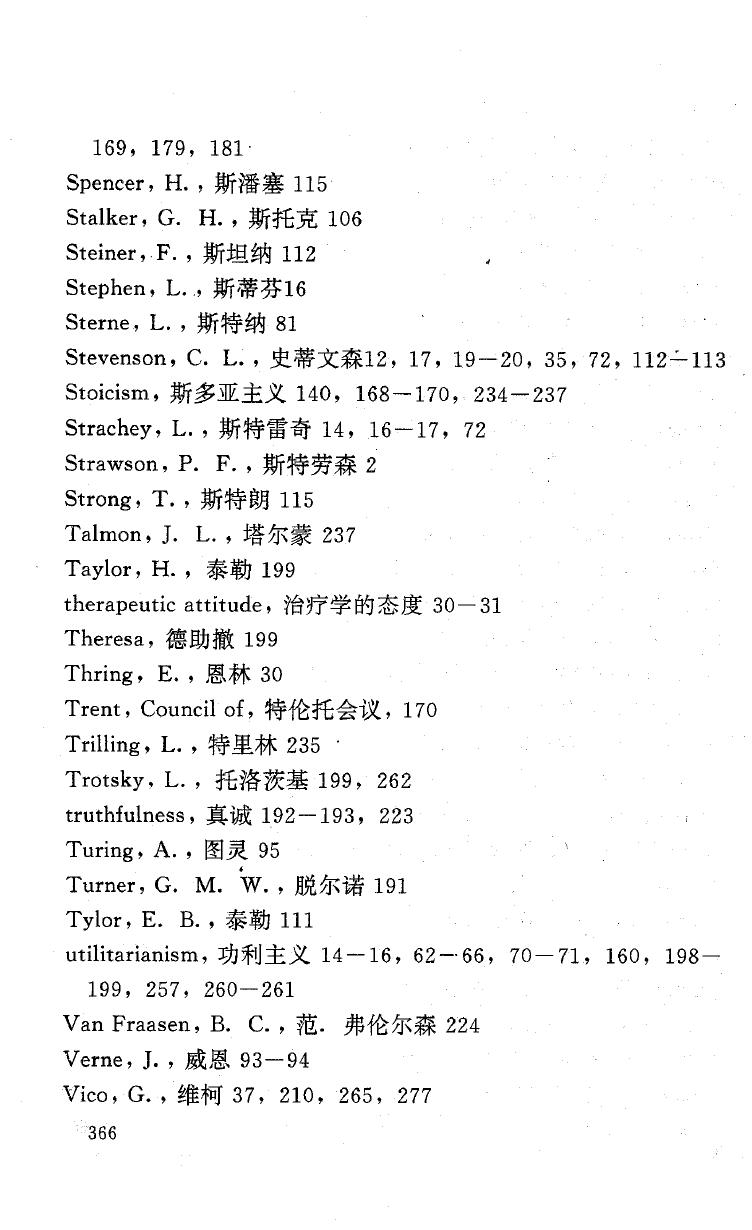 169，179，181
Spencer，H.，斯潘塞 115
Stalker，G. H.，斯托克 106
Steiner，F.，斯坦纳 112
Stephen，L.，斯蒂芬16
Sterne，L.，斯特纳 81
Stevenson，C. L.，史蒂文森12，17，19—20，35，72，112—113
Stoicism，斯多亚主义 140，168—170，234—237
Strachey，L.，斯特雷奇 14，16—17，72
Strawson，P. F.，斯特劳森 2
Strong，T.，斯特朗 115
Talmon，J. L.，塔尔蒙 237
Taylor，H.，泰勒 199
therapeutic attitude，治疗学的态度 30—31
Theresa，德助撤 199
Thring，E.，恩林 30
Trent，Council of，特伦托会议，170
Trilling，L.，特里林 235
Trotsky，L.，托洛茨基 199，262
truthfulness，真诚 192—193，223
Turing，A.，图灵 95
Turner，G. M. W.，脱尔诺 191
Tylor，E. B.，泰勒 111
utilitarianism，功利主义 14—16，62—66，70—71，160，198—
199，257，260—261
Van Fraasen，B. C.，范．弗伦尔森 224
Verne，J.，威恩 93—94
Vico，G.，维柯 37，210，265，277
366